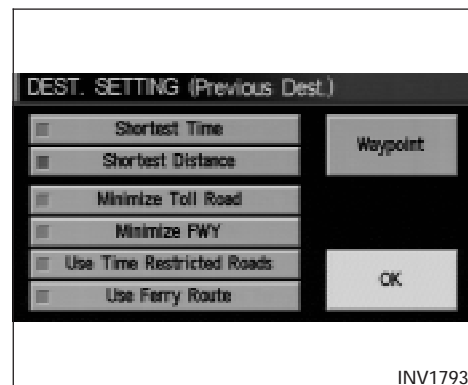 DEST. SETTING (Previous Dest.)
Shortest Time
Shortest Distance
Waypoint
Minimize Toll Road
Minimize FWY
Use Time Restricted Roads
Use Ferry Route
OK
INV1793